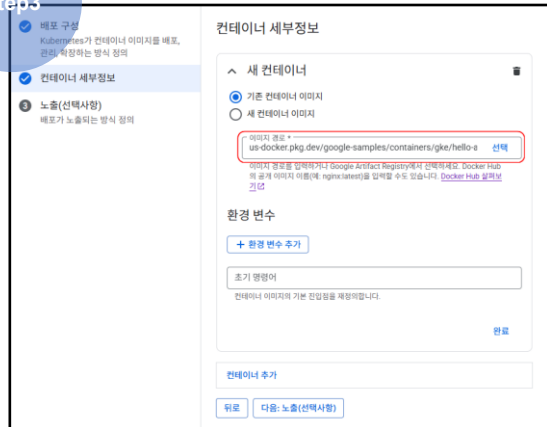 step3
배포 구성
Kubernetes가 컨테이너 이미지를 배포,
관리, 확장하는 방식 정의
컨테이너 세부정보
3 노출(선택사항)
배포가 노출되는 방식 정의
컨테이너 세부정보
새 컨테이너
기존 컨테이너 이미지
새 컨테이너 이미지
이미지 경로 *
us-docker.pkg.dev/google-samples/containers/gke/hello-a 선택
이미지 경로를 입력하거나 Google Artifact Registry에서 선택하세요. Docker Hub
의 공개 이미지 이름(예: nginx:latest)을 입력할 수도 있습니다. Docker Hub 살펴보
기
환경 변수
+ 환경 변수 추가
초기 명령어
컨테이너 이미지의 기본 진입점을 재정의합니다.
완료
컨테이너 추가
뒤로 다음: 노출(선택사항)